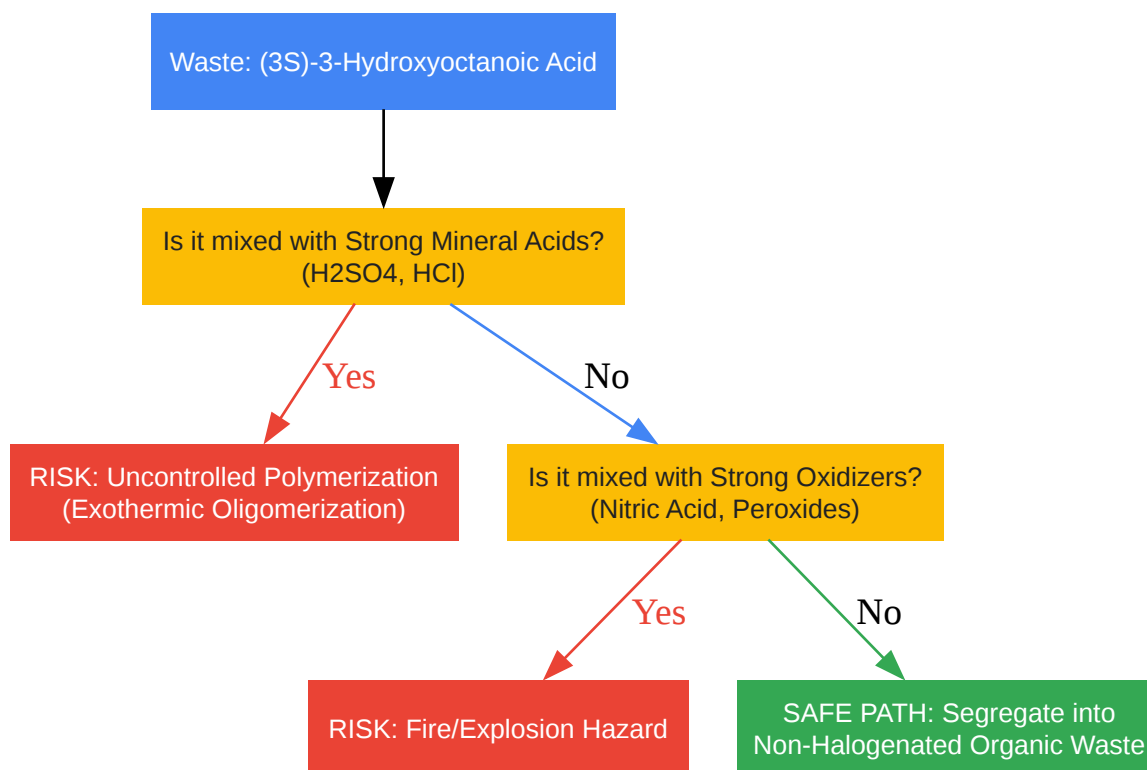 Waste: (3S)-3-Hydroxyoctanoic Acid
Is it mixed with Strong Mineral Acids?
(H2SO4, HCl)
Yes
No
RISK: Uncontrolled Polymerization
(Exothermic Oligomerization)
Is it mixed with Strong Oxidizers?
(Nitric Acid, Peroxides)
Yes
No
RISK: Fire/Explosion Hazard
SAFE PATH: Segregate into
Non-Halogenated Organic Waste